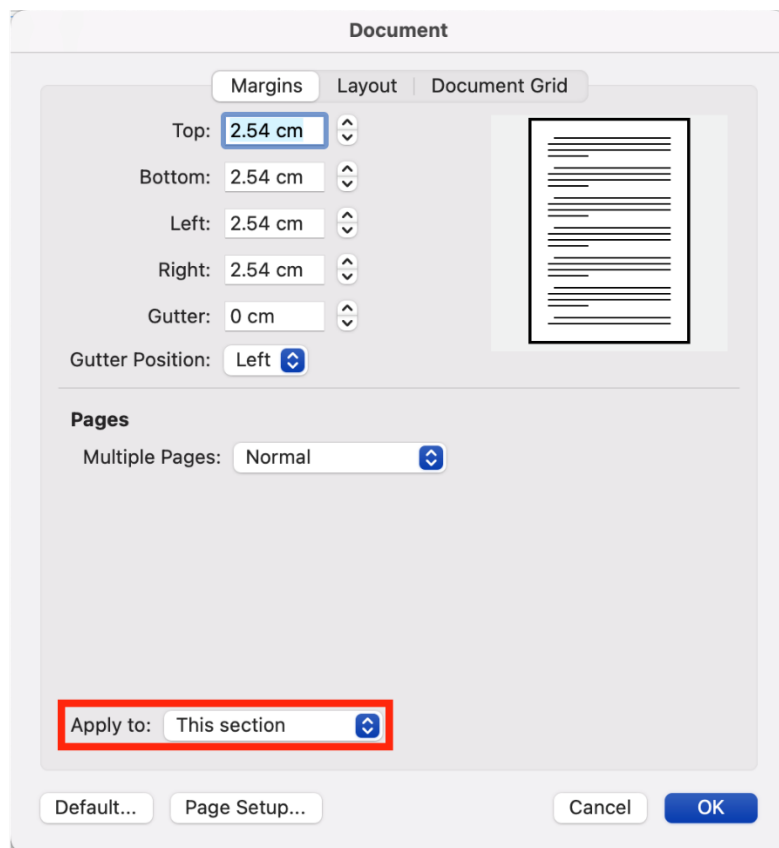 Document
Margins Layout Document Grid
Top: 2.54 cm
Bottom: 2.54 cm
Left: 2.54 cm
Right: 2.54 cm
Gutter: 0 cm
Gutter Position: Left
Pages
Multiple Pages: Normal
Apply to: This section
Default... Page Setup... Cancel OK